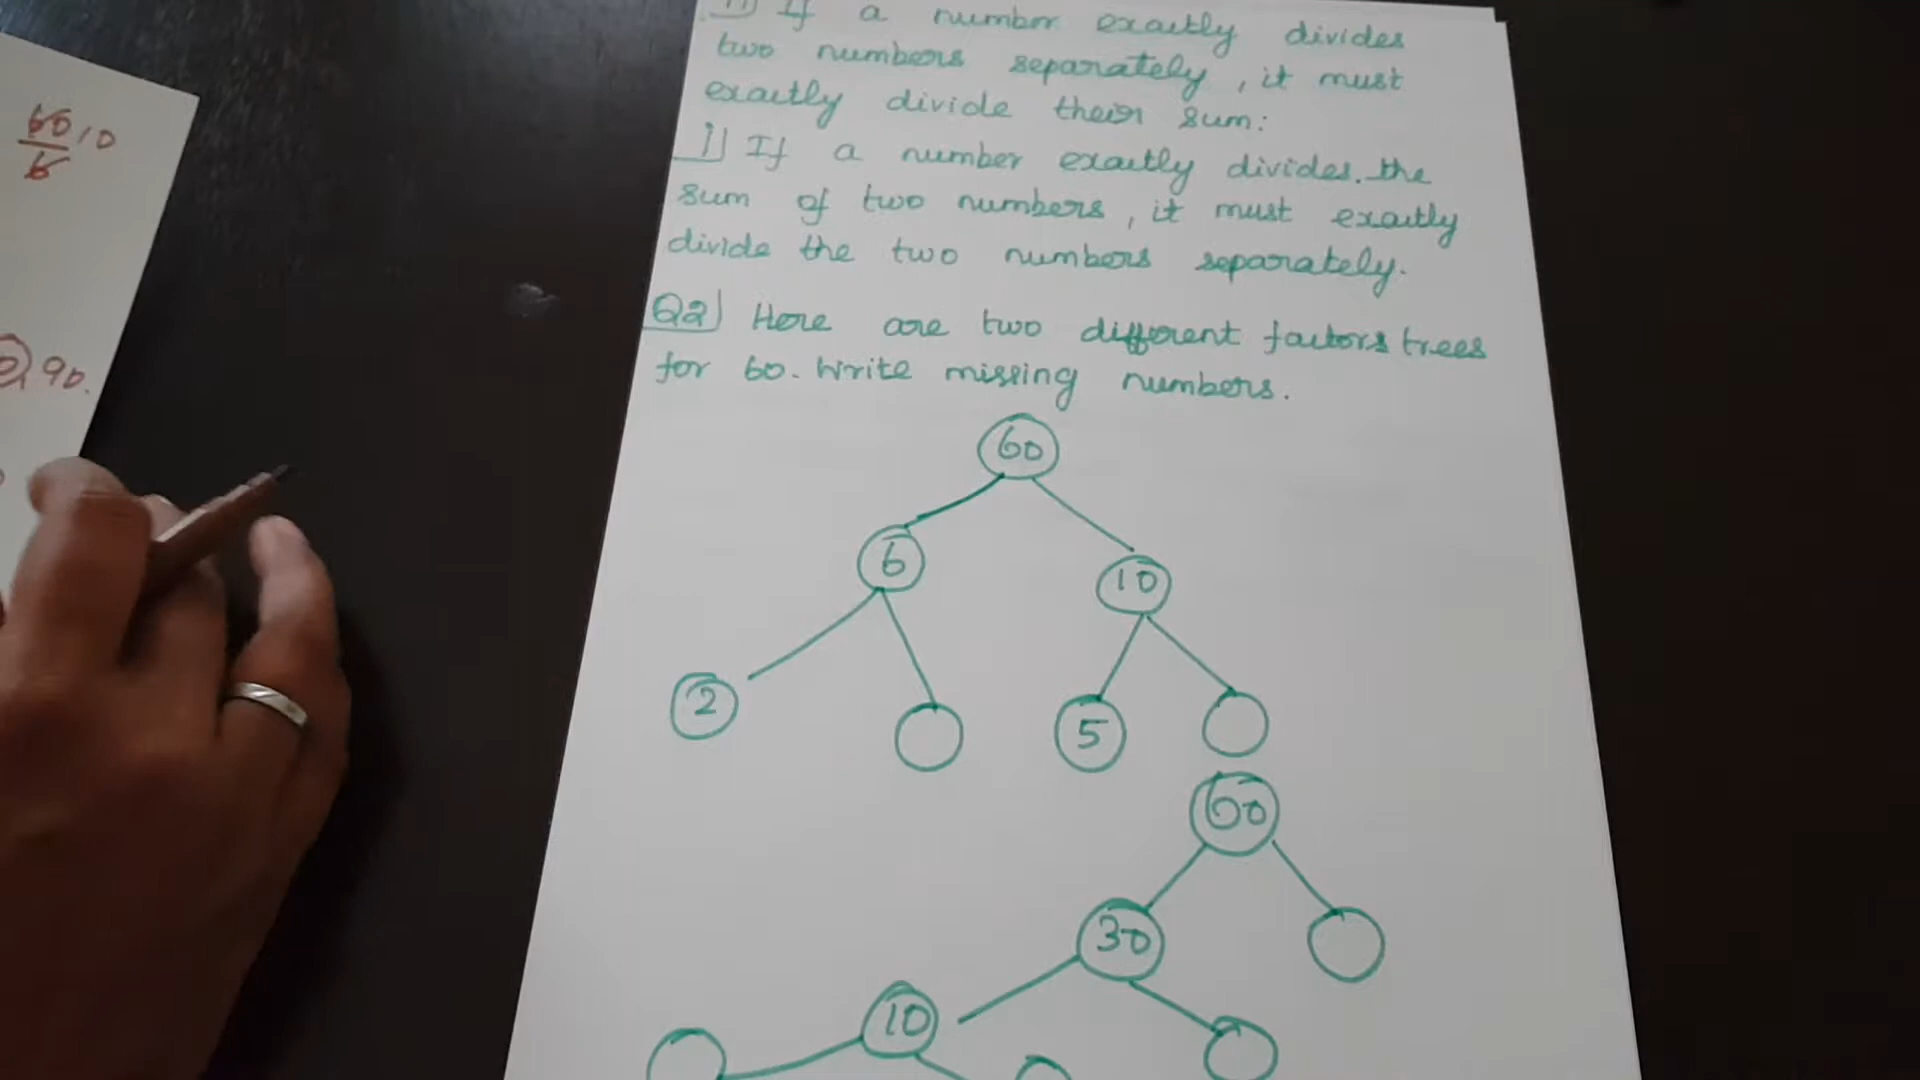 If a number exactly divides
two numbers separately, it must
exactly divide their sum:
i) If a number exactly divides. the
sum of two numbers, it must exactly
divide the two numbers separately.
Q2) Here are two different factors trees
for 60. Write missing numbers.
60
6
10
2
5
60
30
10
60 10
6
90.